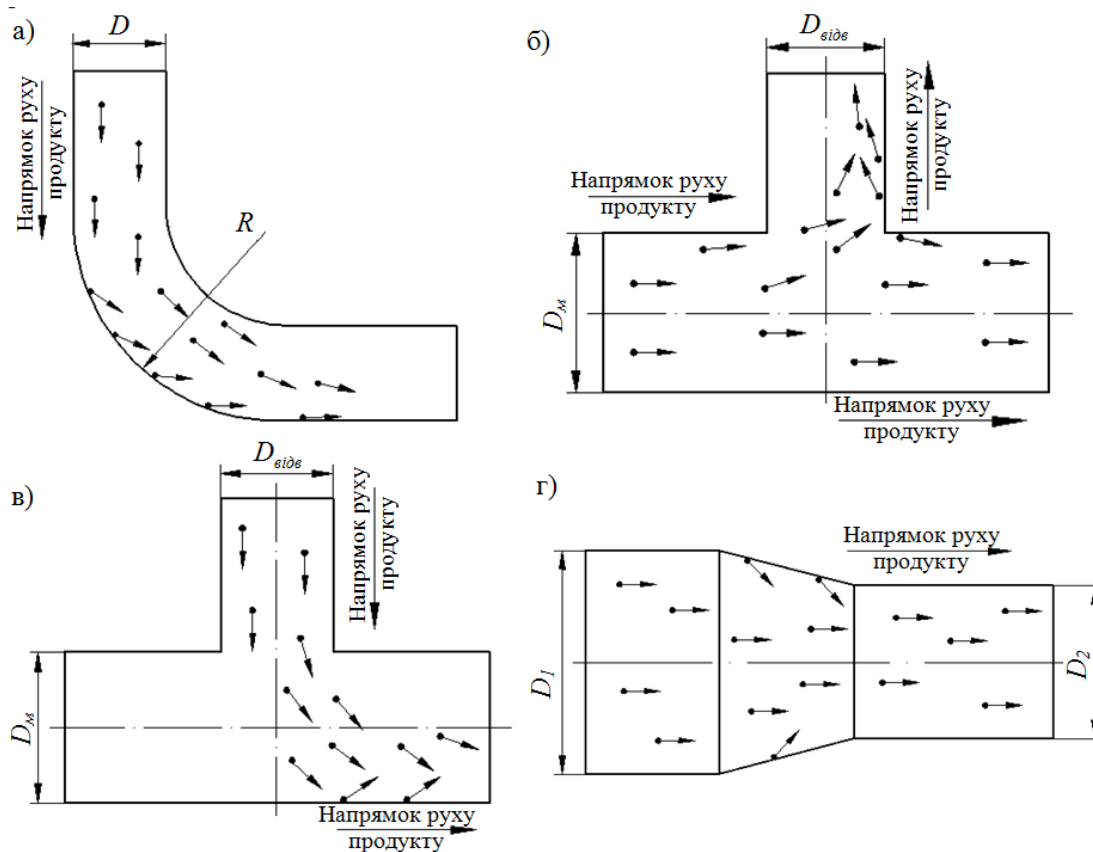 а)
D
Напрямок руху
продукту
R
б)
Dвідв
Напрямок руху
продукту
Напрямок руху
продукту
Dм
Напрямок руху
продукту
в)
Dвідв
Напрямок руху
продукту
Dм
Напрямок руху
продукту
г)
Напрямок руху
продукту
D1
D2